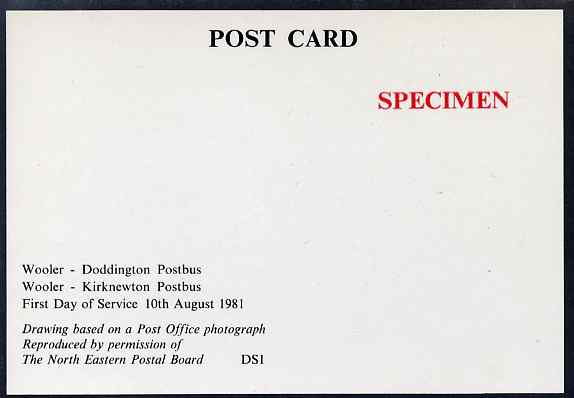 POST CARD
SPECIMEN
Wooler - Doddington Postbus
Wooler - Kirknewton Postbus
First Day of Service 10th August 1981
Drawing based on a Post Office photograph
Reproduced by permission of
The North Eastern Postal Board DS1